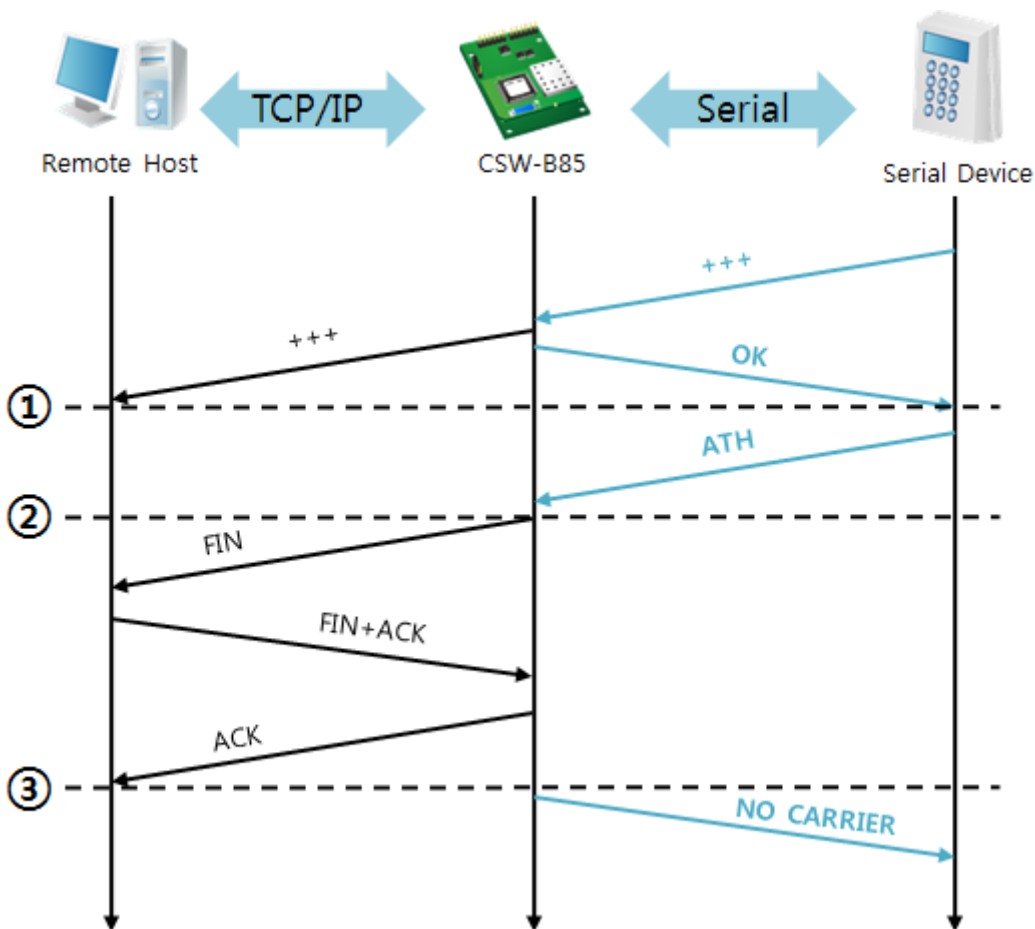 TCP/IP
Serial
Remote Host
CSW-B85
Serial Device
+++
+++
OK
①
ATH
②
FIN
FIN+ACK
ACK
③
NO CARRIER